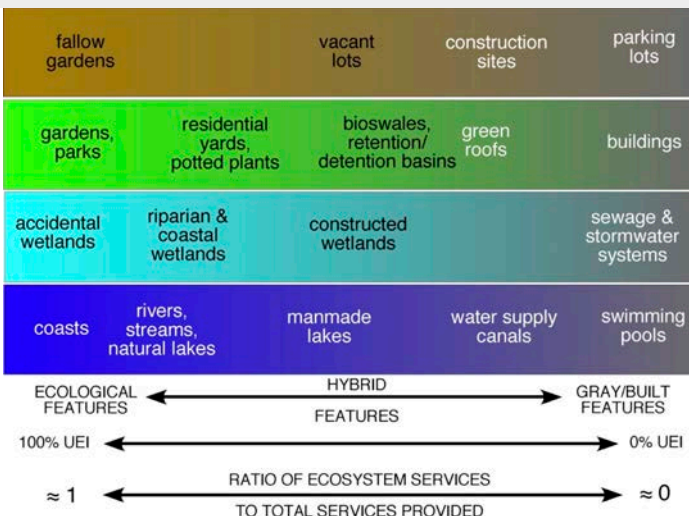 fallow
gardens
vacant
lots
construction
sites
parking
lots
gardens,
parks
residential
yards,
potted plants
bioswales,
retention/
detention basins
green
roofs
buildings
accidental
wetlands
riparian &
coastal
wetlands
constructed
wetlands
sewage &
stormwater
systems
coasts
rivers,
streams,
natural lakes
manmade
lakes
water supply
canals
swimming
pools
ECOLOGICAL
FEATURES
HYBRID
FEATURES
GRAY/BUILT
FEATURES
100% UEI
0% UEI
≈ 1
RATIO OF ECOSYSTEM SERVICES
TO TOTAL SERVICES PROVIDED
≈ 0